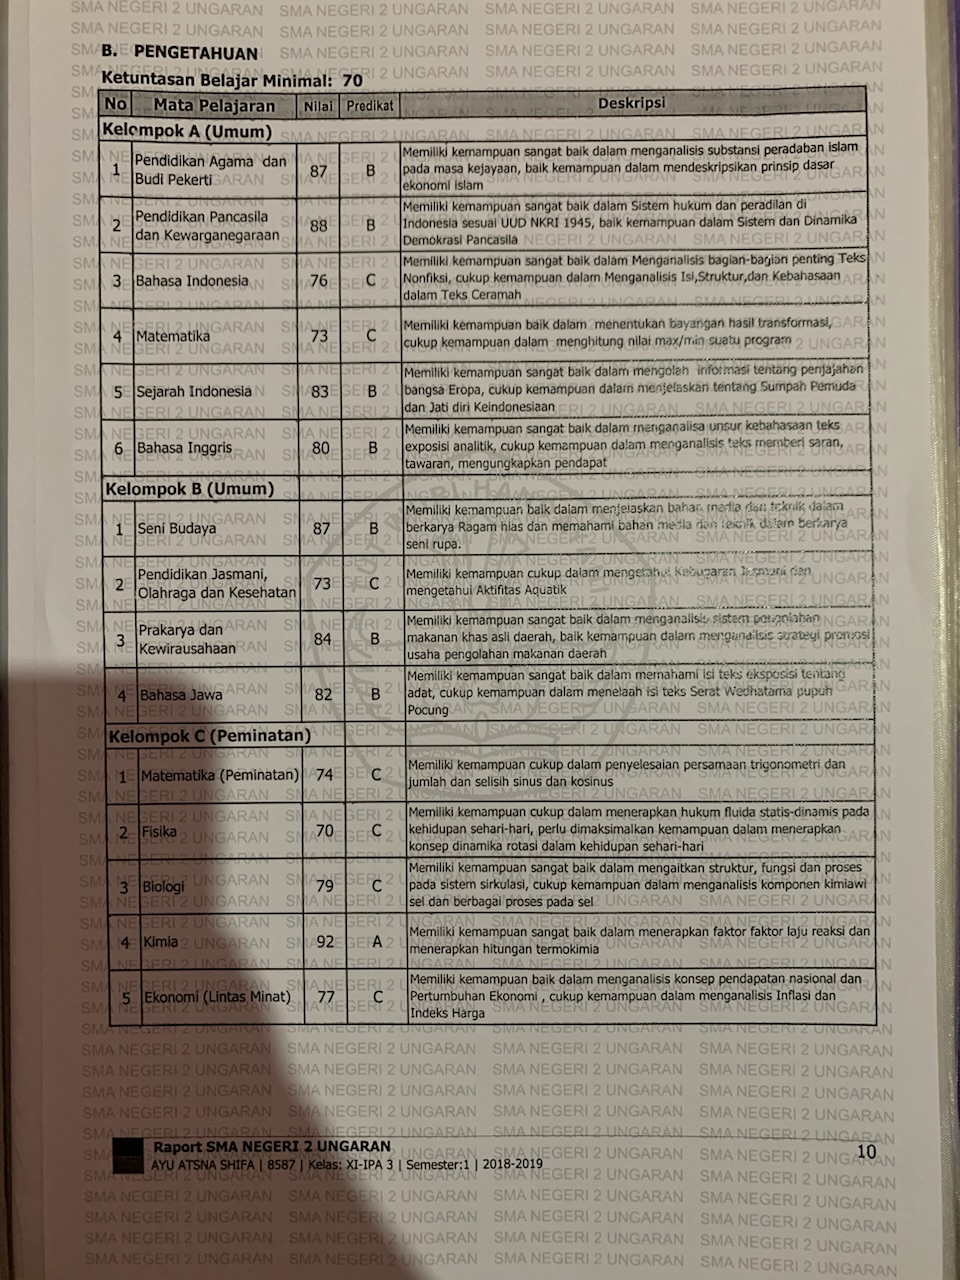 B. PENGETAHUAN
Ketuntasan Belajar Minimal: 70
No Mata Pelajaran Nilai Predikat Deskripsi
Kelompok A (Umum)
1 Pendidikan Agama dan Budi Pekerti 87 B Memiliki kemampuan sangat baik dalam menganalisis substansi peradaban islam
pada masa kejayaan, baik kemampuan dalam mendeskripsikan prinsip dasar
ekonomi islam
2 Pendidikan Pancasila dan Kewarganegaraan 88 B Memiliki kemampuan sangat baik dalam Sistem hukum dan peradilan di
Indonesia sesuai UUD NKRI 1945, baik kemampuan dalam Sistem dan Dinamika
Demokrasi Pancasila
3 Bahasa Indonesia 76 C Memiliki kemampuan sangat baik dalam Menganalisis bagian-bagian penting Teks
Nonfiksi, cukup kemampuan dalam Menganalisis Isi,Struktur,dan Kebahasaan
dalam Teks Ceramah
4 Matematika 73 C Memiliki kemampuan baik dalam menentukan bayangan hasil transformasi,
cukup kemampuan dalam menghitung nilai max/min suatu program
5 Sejarah Indonesia 83 B Memiliki kemampuan sangat baik dalam mengolah informasi tentang penjajahan
bangsa Eropa, cukup kemampuan dalam menjelaskan tentang Sumpah Pemuda
dan Jati diri Keindonesiaan
6 Bahasa Inggris 80 B Memiliki kemampuan sangat baik dalam menganalisa unsur kebahasaan teks
exposisi analitik, cukup kemampuan dalam menganalisis teks memberi saran,
tawaran, mengungkapkan pendapat
Kelompok B (Umum)
1 Seni Budaya 87 B Memiliki kemampuan baik dalam menjelaskan bahan media dan teknik dalam
berkarya Ragam hias dan memahami bahan media dan teknik dalam berkarya
seni rupa.
2 Pendidikan Jasmani, Olahraga dan Kesehatan 73 C Memiliki kemampuan cukup dalam mengetahui Kebugaran Jasmani dan
mengetahui Aktifitas Aquatik
3 Prakarya dan Kewirausahaan 84 B Memiliki kemampuan sangat baik dalam menganalisis sistem pengolahan
makanan khas asli daerah, baik kemampuan dalam menganalisis strategi promosi
usaha pengolahan makanan daerah
4 Bahasa Jawa 82 B Memiliki kemampuan sangat baik dalam memahami isi teks eksposisi tentang
adat, cukup kemampuan dalam menelaah isi teks Serat Wedhatama pupuh
Pocung
Kelompok C (Peminatan)
1 Matematika (Peminatan) 74 C Memiliki kemampuan cukup dalam penyelesaian persamaan trigonometri dan
jumlah dan selisih sinus dan kosinus
2 Fisika 70 C Memiliki kemampuan cukup dalam menerapkan hukum fluida statis-dinamis pada
kehidupan sehari-hari, perlu dimaksimalkan kemampuan dalam menerapkan
konsep dinamika rotasi dalam kehidupan sehari-hari
3 Biologi 79 C Memiliki kemampuan sangat baik dalam mengaitkan struktur, fungsi dan proses
pada sistem sirkulasi, cukup kemampuan dalam menganalisis komponen kimiawi
sel dan berbagai proses pada sel
4 Kimia 92 A Memiliki kemampuan sangat baik dalam menerapkan faktor faktor laju reaksi dan
menerapkan hitungan termokimia
5 Ekonomi (Lintas Minat) 77 C Memiliki kemampuan baik dalam menganalisis konsep pendapatan nasional dan
Pertumbuhan Ekonomi , cukup kemampuan dalam menganalisis Inflasi dan
Indeks Harga
Raport SMA NEGERI 2 UNGARAN
AYU ATSNA SHIFA | 8587 | Kelas: XI-IPA 3 | Semester:1 | 2018-2019
10